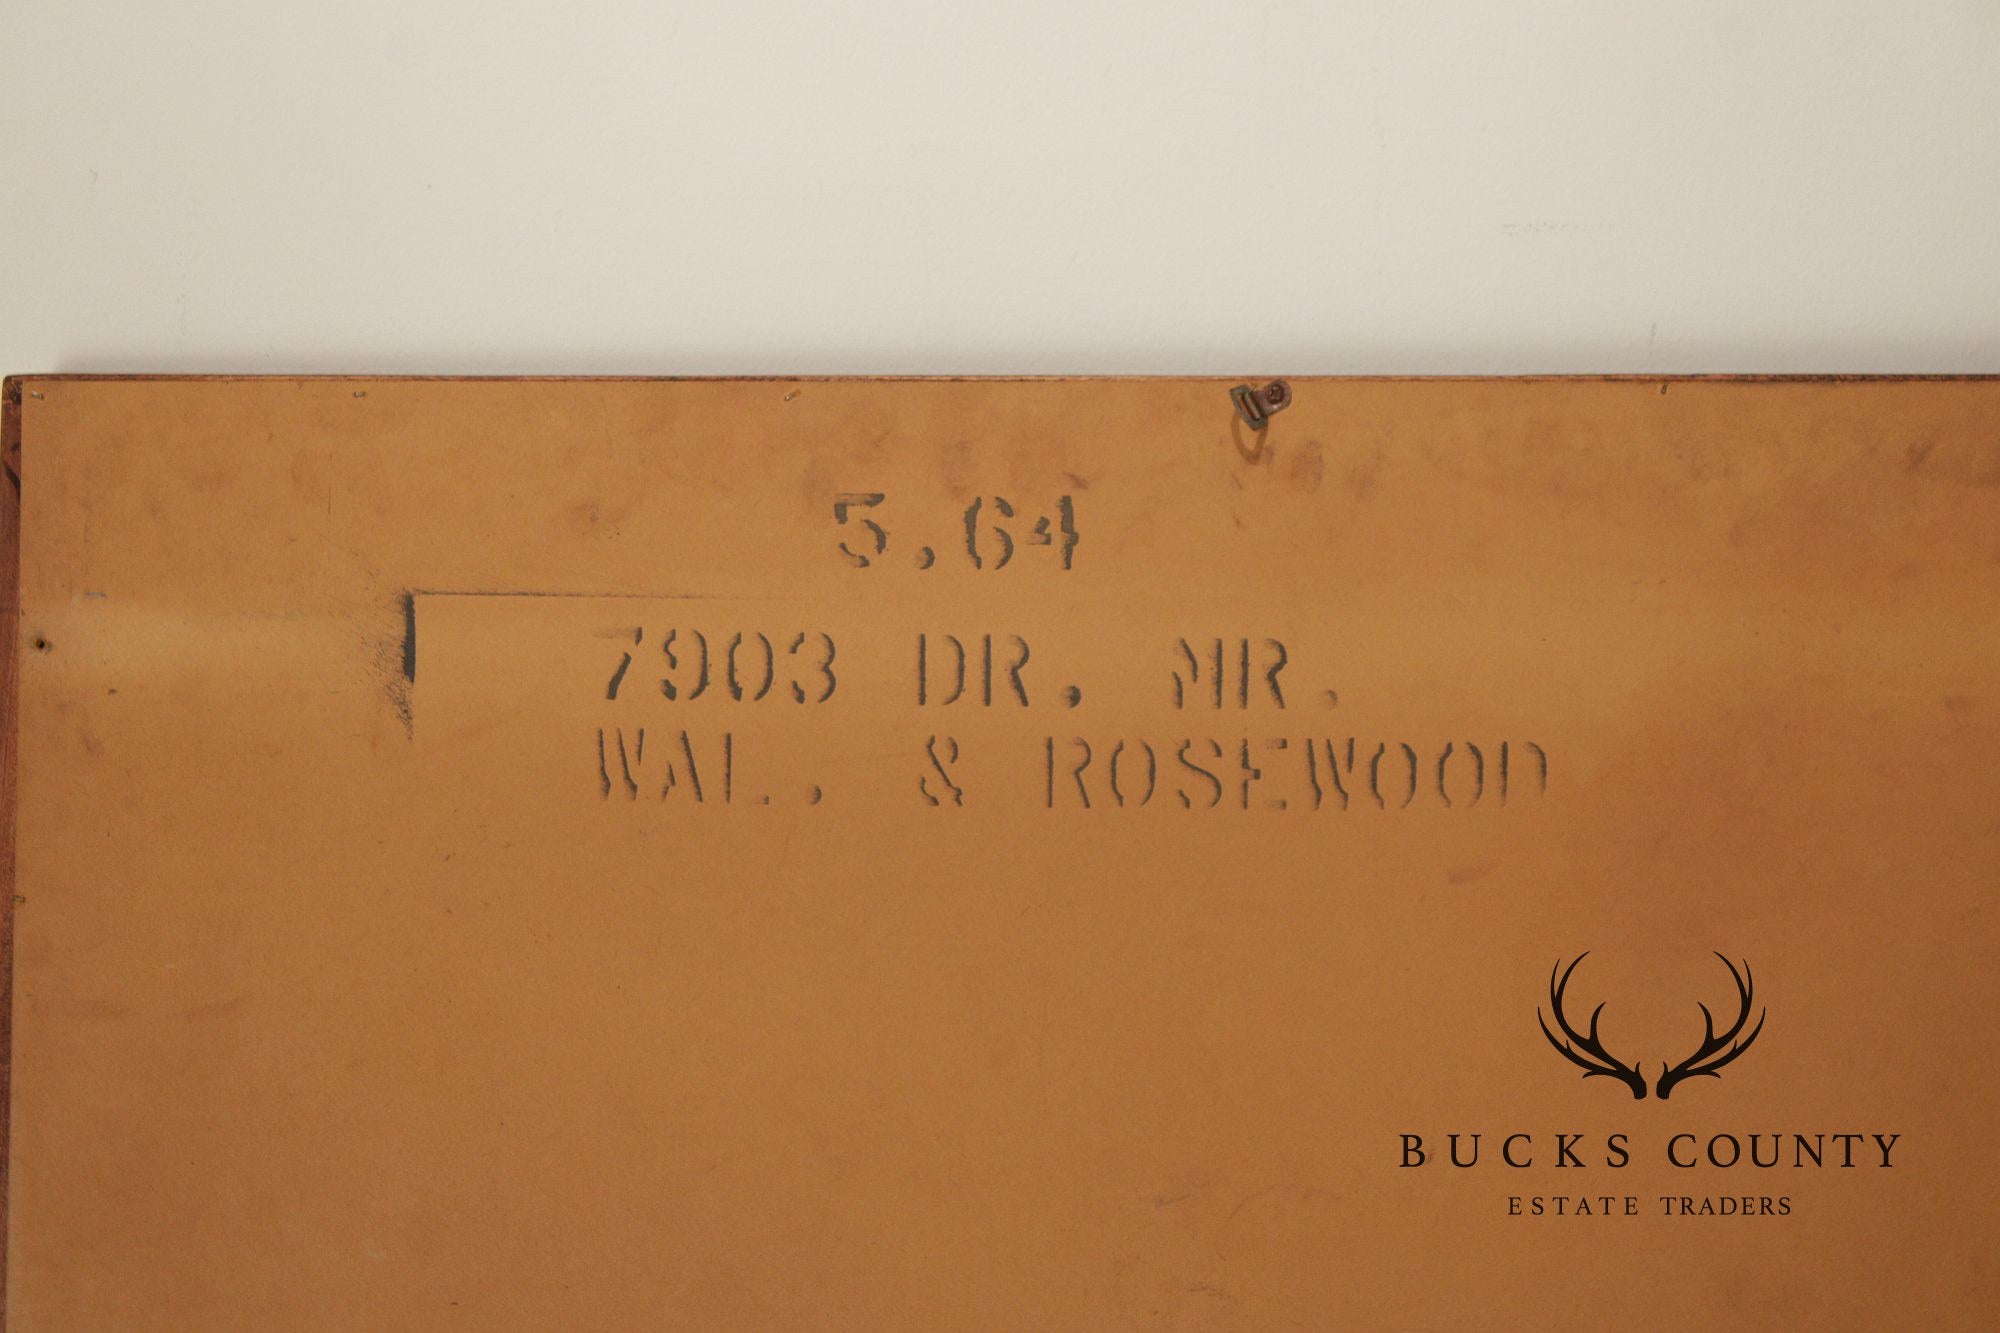 5.64
7903 DR. MR.
WAL. & ROSEWOOD
BUCKS COUNTY
ESTATE TRADERS